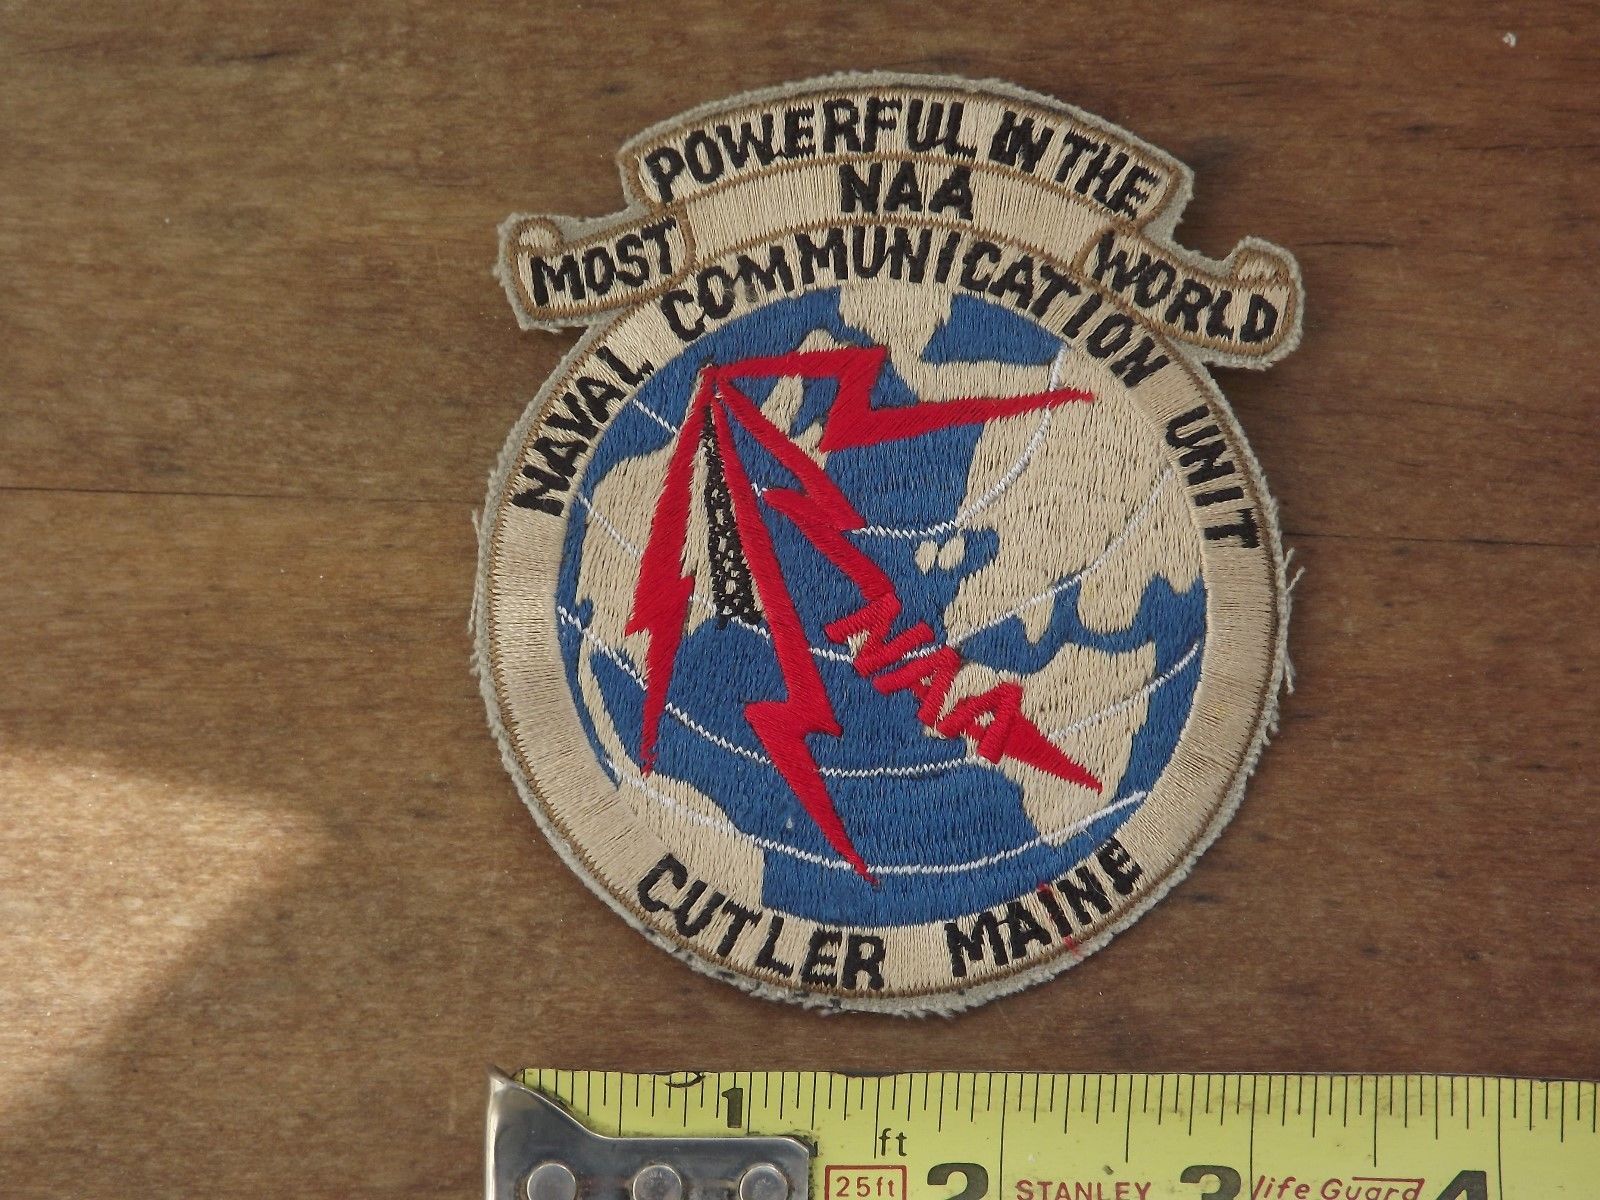 MOST POWERFUL IN THE WORLD
NAA
NAVAL COMMUNICATION UNIT
NAA
CUTLER MAINE
1
ft
25ft
2 STANLEY 3 life Guard 4